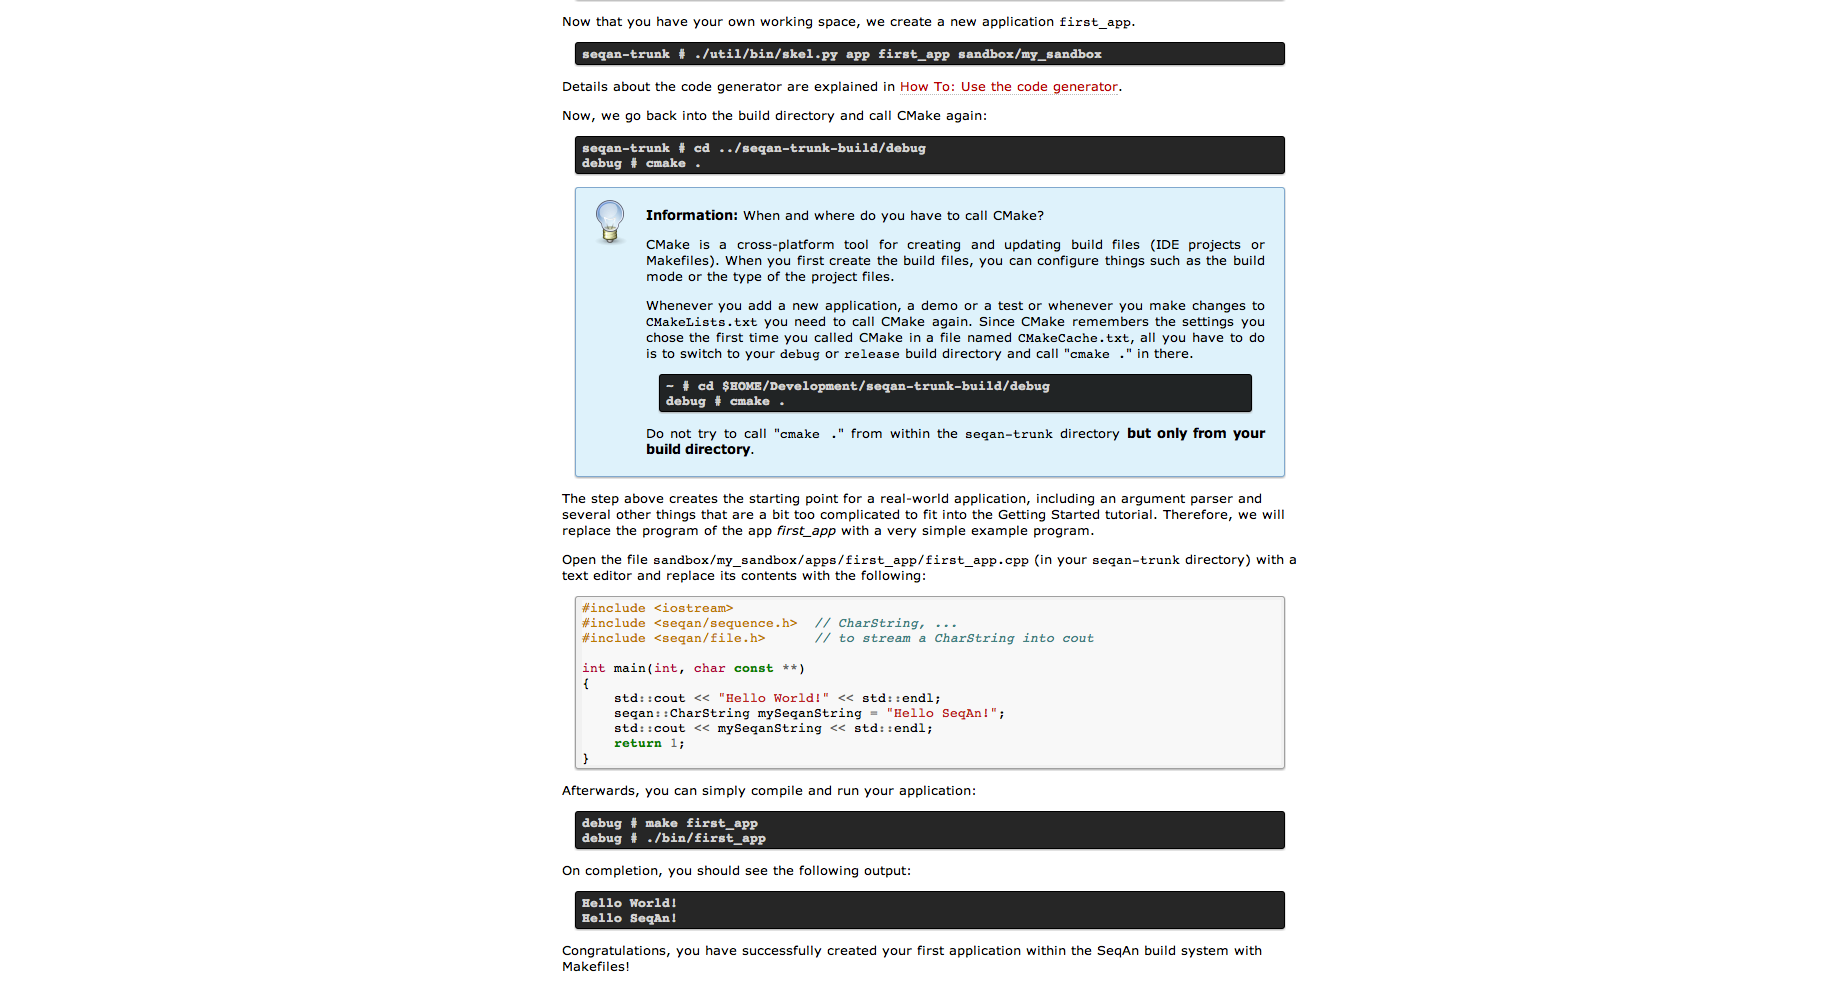 Now that you have your own working space, we create a new application first_app.
seqan-trunk # ./util/bin/skel.py app first_app sandbox/my_sandbox
Details about the code generator are explained in How To: Use the code generator.
Now, we go back into the build directory and call CMake again:
seqan-trunk # cd ../seqan-trunk-build/debug
debug # cmake .
Information: When and where do you have to call CMake?
CMake is a cross-platform tool for creating and updating build files (IDE projects or
Makefiles). When you first create the build files, you can configure things such as the build
mode or the type of the project files.
Whenever you add a new application, a demo or a test or whenever you make changes to
CMakeLists.txt you need to call CMake again. Since CMake remembers the settings you
chose the first time you called CMake in a file named CMakeCache.txt, all you have to do
is to switch to your debug or release build directory and call "cmake ." in there.
~ # cd $HOME/Development/seqan-trunk-build/debug
debug # cmake .
Do not try to call "cmake ." from within the seqan-trunk directory but only from your
build directory.
The step above creates the starting point for a real-world application, including an argument parser and
several other things that are a bit too complicated to fit into the Getting Started tutorial. Therefore, we will
replace the program of the app first_app with a very simple example program.
Open the file sandbox/my_sandbox/apps/first_app/first_app.cpp (in your seqan-trunk directory) with a
text editor and replace its contents with the following:
#include <iostream>
#include <seqan/sequence.h>  // CharString, ...
#include <seqan/file.h>      // to stream a CharString into cout
int main(int, char const **)
{
    std::cout << "Hello World!" << std::endl;
    seqan::CharString mySeqanString = "Hello SeqAn!";
    std::cout << mySeqanString << std::endl;
    return 1;
}
Afterwards, you can simply compile and run your application:
debug # make first_app
debug # ./bin/first_app
On completion, you should see the following output:
Hello World!
Hello SeqAn!
Congratulations, you have successfully created your first application within the SeqAn build system with
Makefiles!